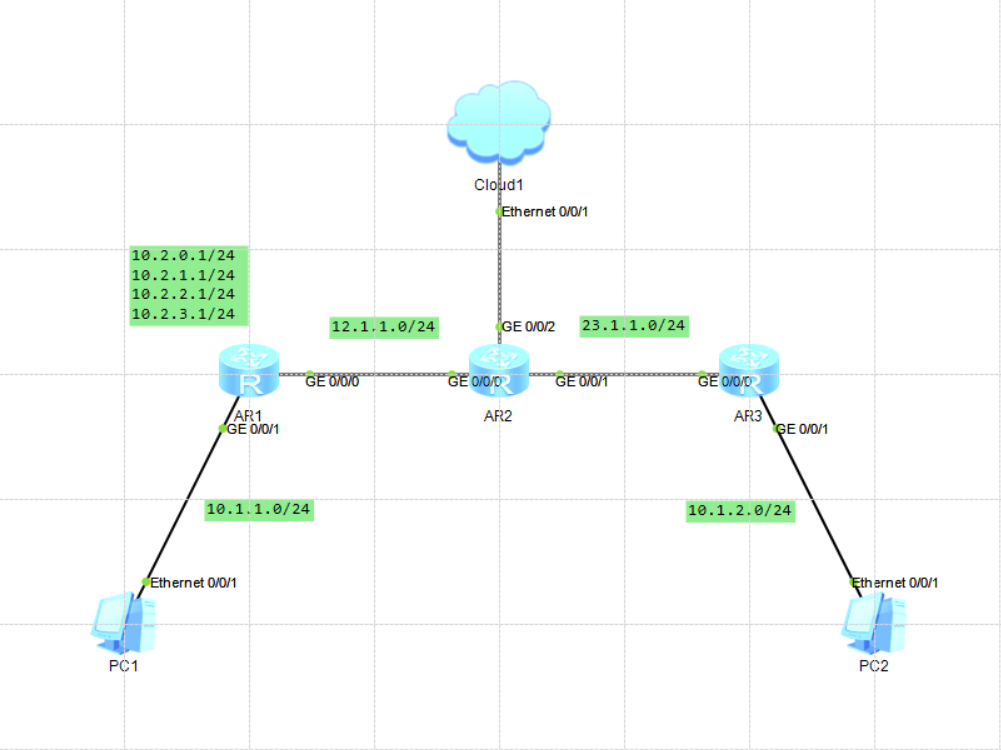 Cloud1
Ethernet 0/0/1
10.2.0.1/24
10.2.1.1/24
10.2.2.1/24
10.2.3.1/24
12.1.1.0/24
GE 0/0/2
23.1.1.0/24
GE 0/0/0
GE 0/0/0
R
GE 0/0/1
GE 0/0/0
R
R
AR1
AR2
AR3
GE 0/0/1
GE 0/0/1
10.1.1.0/24
10.1.2.0/24
Ethernet 0/0/1
Ethernet 0/0/1
PC1
PC2